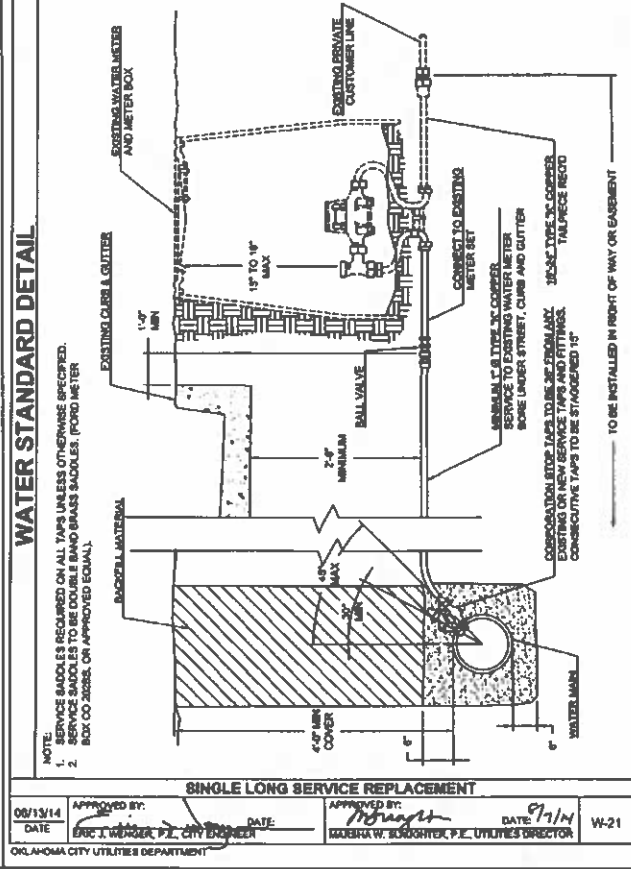 WATER STANDARD DETAIL
NOTE:
1. SERVICE SADDLES REQUIRED ON ALL TAPS UNLESS OTHERWISE SPECIFIED.
2. SERVICE SADDLES TO BE DOUBLE BAND BRASS SADDLES. (FORD METER
BOX CO 202BS, OR APPROVED EQUAL).
BACKFILL MATERIAL
EXISTING CURB & GUTTER
1'-0"
MIN
EXISTING WATER METER
AND METER BOX
15" TO 18"
MAX
EXISTING PRIVATE
CUSTOMER LINE
4'-0" MIN
COVER
45°
MAX
MIN
2'-6"
MINIMUM
BALL VALVE
CONNECT TO EXISTING
METER SET
6"
6"
WATER MAIN
MINIMUM 1" Ø TYPE "K" COPPER
SERVICE TO EXISTING WATER METER
BORE UNDER STREET, CURB AND GUTTER
CORPORATION STOP TAPS TO BE FROM ANY
EXISTING OR NEW SERVICE TAPS AND FITTINGS.
CONSECUTIVE TAPS TO BE STAGGERED 15"
TYPE "K" COPPER
TAILPIECE REQ'D
TO BE INSTALLED IN RIGHT OF WAY OR EASEMENT
SINGLE LONG SERVICE REPLACEMENT
08/13/14
DATE
APPROVED BY:
DATE:
ERIC J. WENGER, P.E., CITY ENGINEER
APPROVED BY:
DATE: 8/7/14
MARSHA W. SLAUGHTER, P.E., UTILITIES DIRECTOR
W-21
OKLAHOMA CITY UTILITIES DEPARTMENT